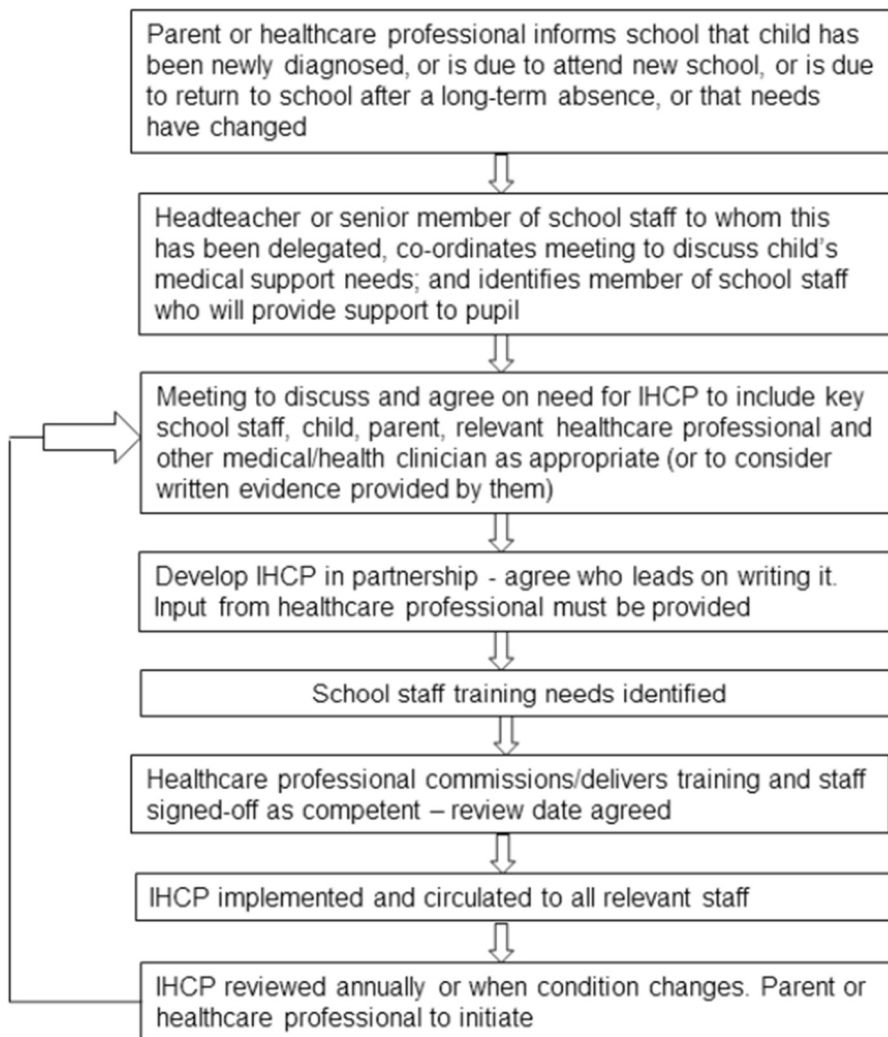 Parent or healthcare professional informs school that child has
been newly diagnosed, or is due to attend new school, or is due
to return to school after a long-term absence, or that needs
have changed
Headteacher or senior member of school staff to whom this
has been delegated, co-ordinates meeting to discuss child's
medical support needs; and identifies member of school staff
who will provide support to pupil
Meeting to discuss and agree on need for IHCP to include key
school staff, child, parent, relevant healthcare professional and
other medical/health clinician as appropriate (or to consider
written evidence provided by them)
Develop IHCP in partnership - agree who leads on writing it.
Input from healthcare professional must be provided
School staff training needs identified
Healthcare professional commissions/delivers training and staff
signed-off as competent – review date agreed
IHCP implemented and circulated to all relevant staff
IHCP reviewed annually or when condition changes. Parent or
healthcare professional to initiate